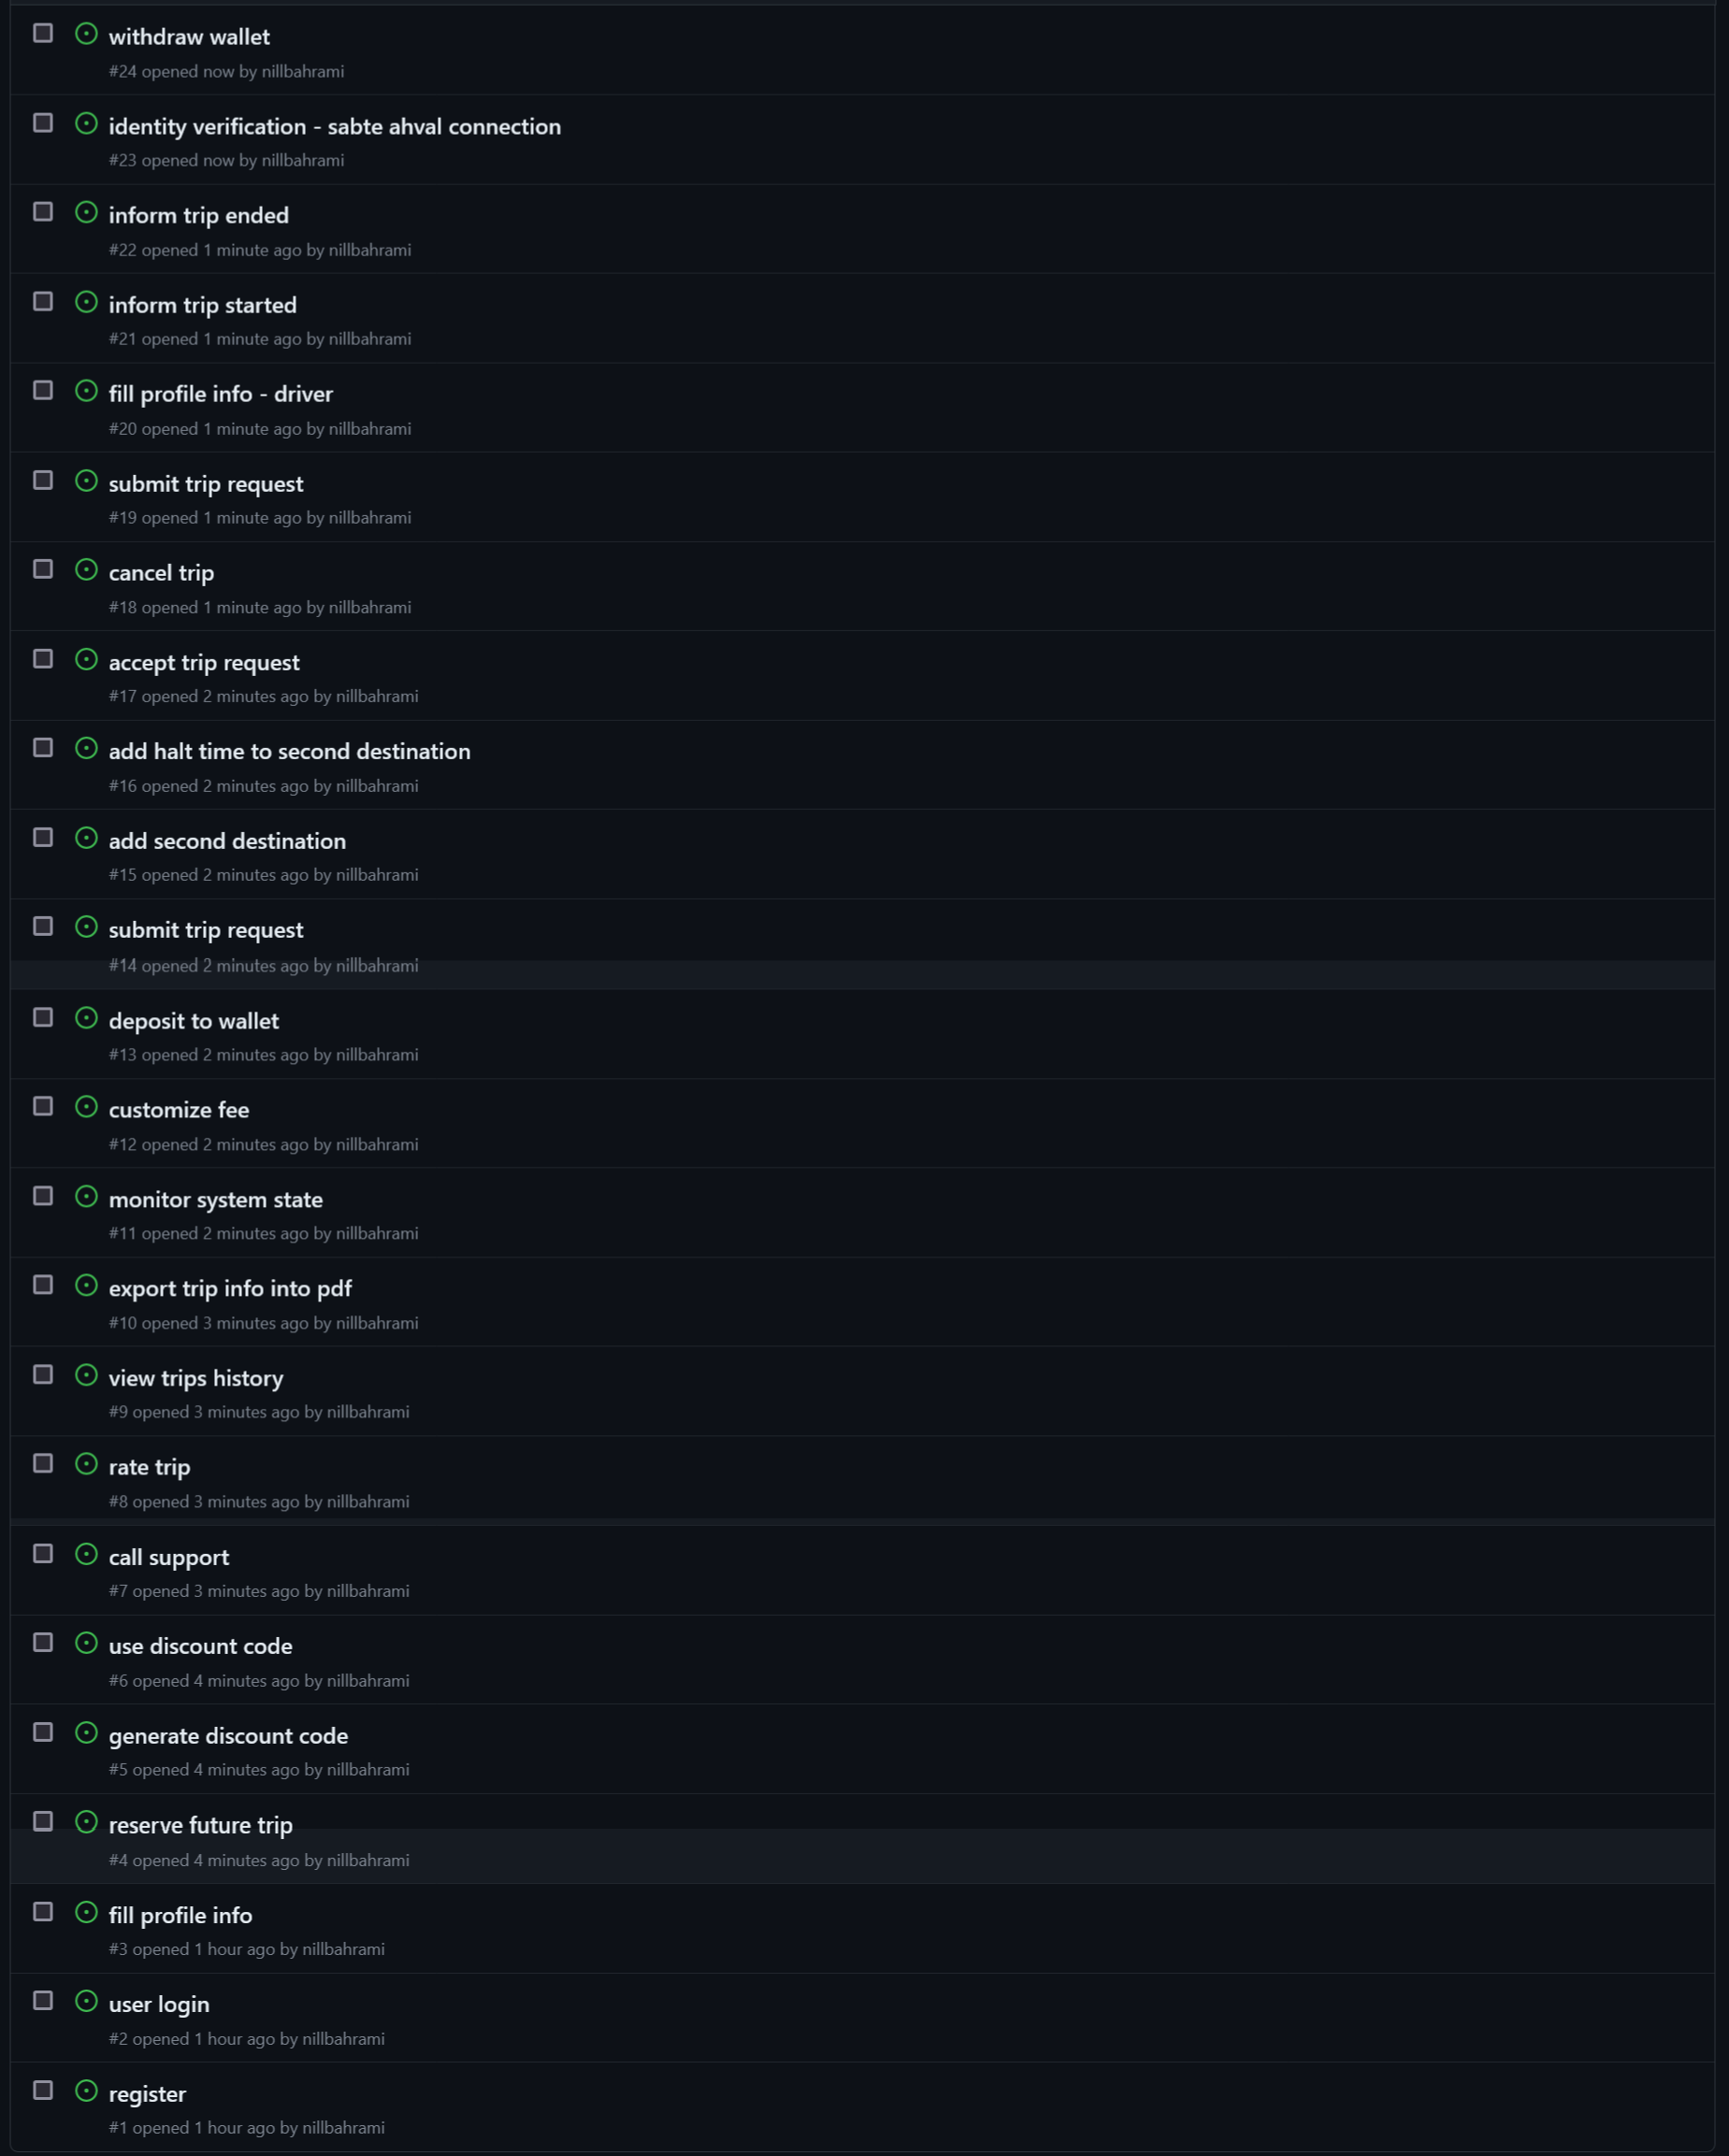 withdraw wallet
#24 opened now by nillbahrami
identity verification - sabte ahval connection
#23 opened now by nillbahrami
inform trip ended
#22 opened 1 minute ago by nillbahrami
inform trip started
#21 opened 1 minute ago by nillbahrami
fill profile info - driver
#20 opened 1 minute ago by nillbahrami
submit trip request
#19 opened 1 minute ago by nillbahrami
cancel trip
#18 opened 1 minute ago by nillbahrami
accept trip request
#17 opened 2 minutes ago by nillbahrami
add halt time to second destination
#16 opened 2 minutes ago by nillbahrami
add second destination
#15 opened 2 minutes ago by nillbahrami
submit trip request
#14 opened 2 minutes ago by nillbahrami
deposit to wallet
#13 opened 2 minutes ago by nillbahrami
customize fee
#12 opened 2 minutes ago by nillbahrami
monitor system state
#11 opened 2 minutes ago by nillbahrami
export trip info into pdf
#10 opened 3 minutes ago by nillbahrami
view trips history
#9 opened 3 minutes ago by nillbahrami
rate trip
#8 opened 3 minutes ago by nillbahrami
call support
#7 opened 3 minutes ago by nillbahrami
use discount code
#6 opened 4 minutes ago by nillbahrami
generate discount code
#5 opened 4 minutes ago by nillbahrami
reserve future trip
#4 opened 4 minutes ago by nillbahrami
fill profile info
#3 opened 1 hour ago by nillbahrami
user login
#2 opened 1 hour ago by nillbahrami
register
#1 opened 1 hour ago by nillbahrami